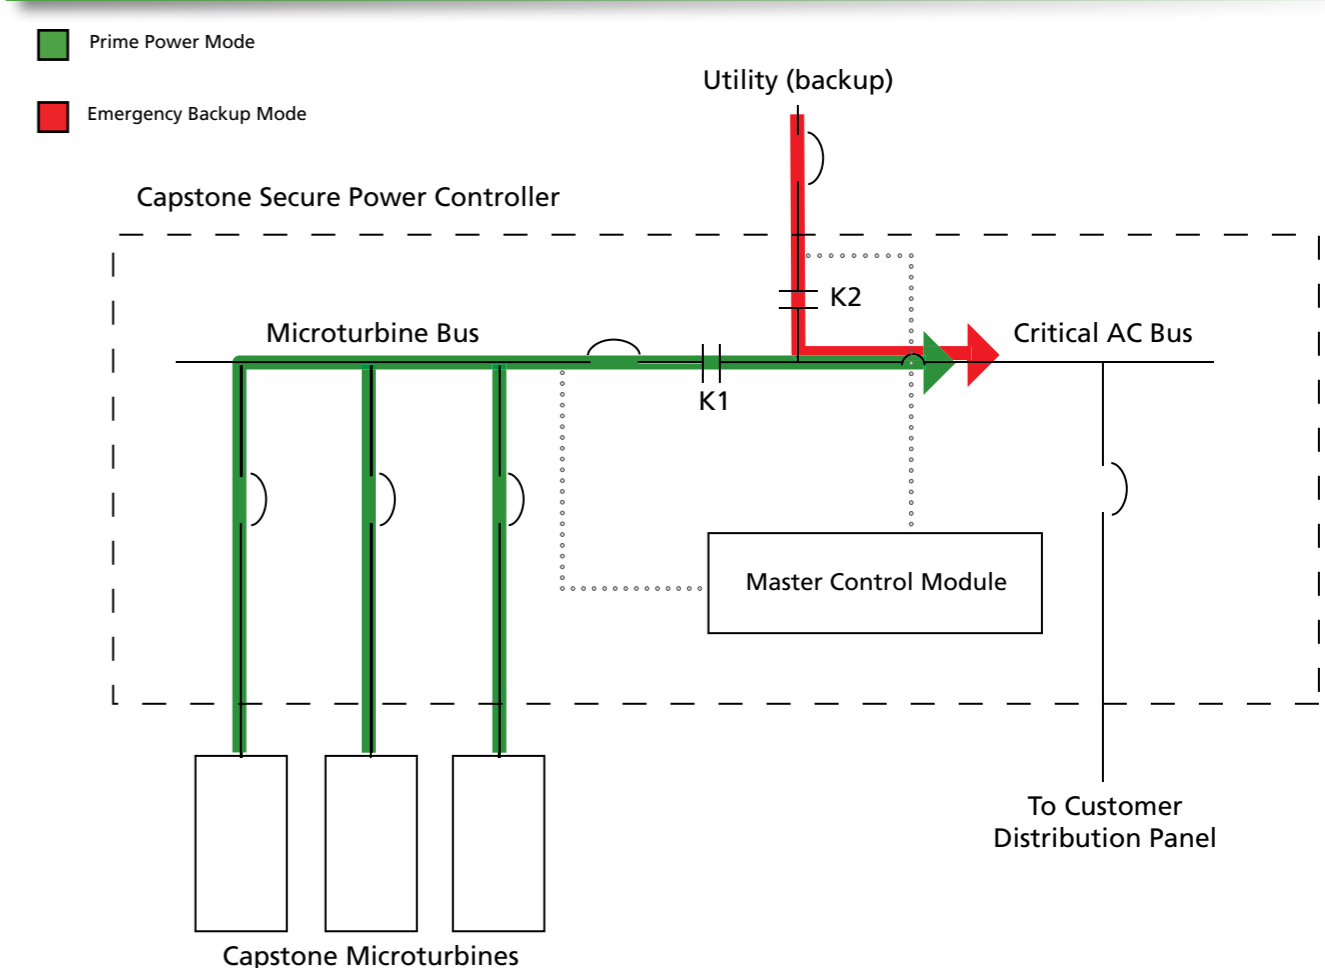 Prime Power Mode
Emergency Backup Mode
Utility (backup)
Capstone Secure Power Controller
K2
Microturbine Bus
Critical AC Bus
K1
Master Control Module
To Customer
Distribution Panel
Capstone Microturbines